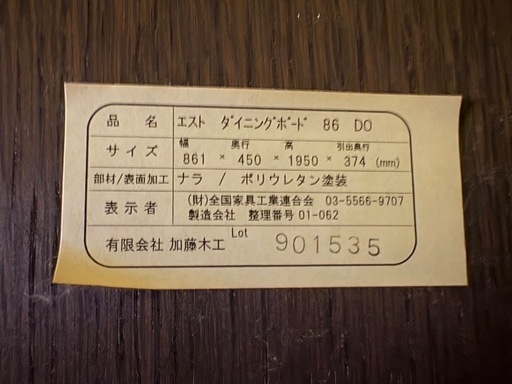 品名 エスト ダイニングボード 86 DO
サイズ 幅 861 × 奥行 450 × 高 1950 × 引出奥行 374 (mm)
部材/表面加工 ナラ / ポリウレタン塗装
表示者 (財)全国家具工業連合会 03-5566-9707
製造会社 整理番号 01-062
有限会社 加藤木工 Lot 901535